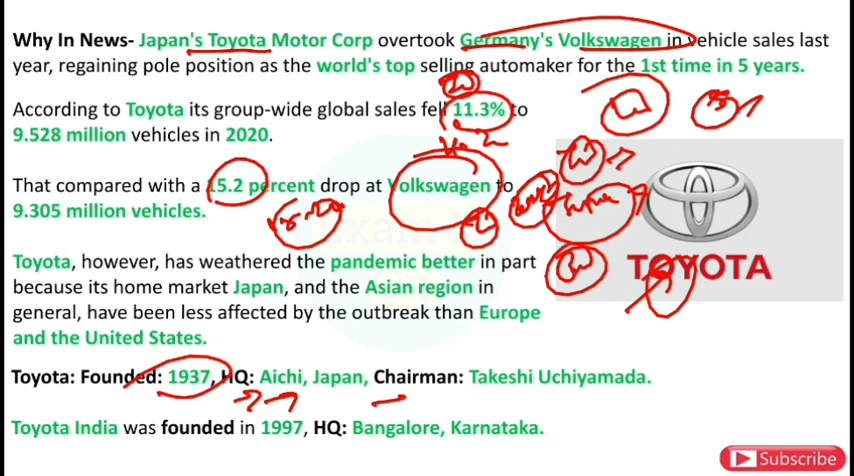 Why In News- Japan's Toyota Motor Corp overtook Germany's Volkswagen in vehicle sales last
year, regaining pole position as the world's top selling automaker for the 1st time in 5 years.
According to Toyota its group-wide global sales fell 11.3% to
9.528 million vehicles in 2020.
That compared with a 15.2 percent drop at Volkswagen to
9.305 million vehicles.
Toyota, however, has weathered the pandemic better in part
because its home market Japan, and the Asian region in
general, have been less affected by the outbreak than Europe
and the United States.
TOYOTA
Toyota: Founded: 1937, HQ: Aichi, Japan, Chairman: Takeshi Uchiyamada.
Toyota India was founded in 1997, HQ: Bangalore, Karnataka.
Subscribe